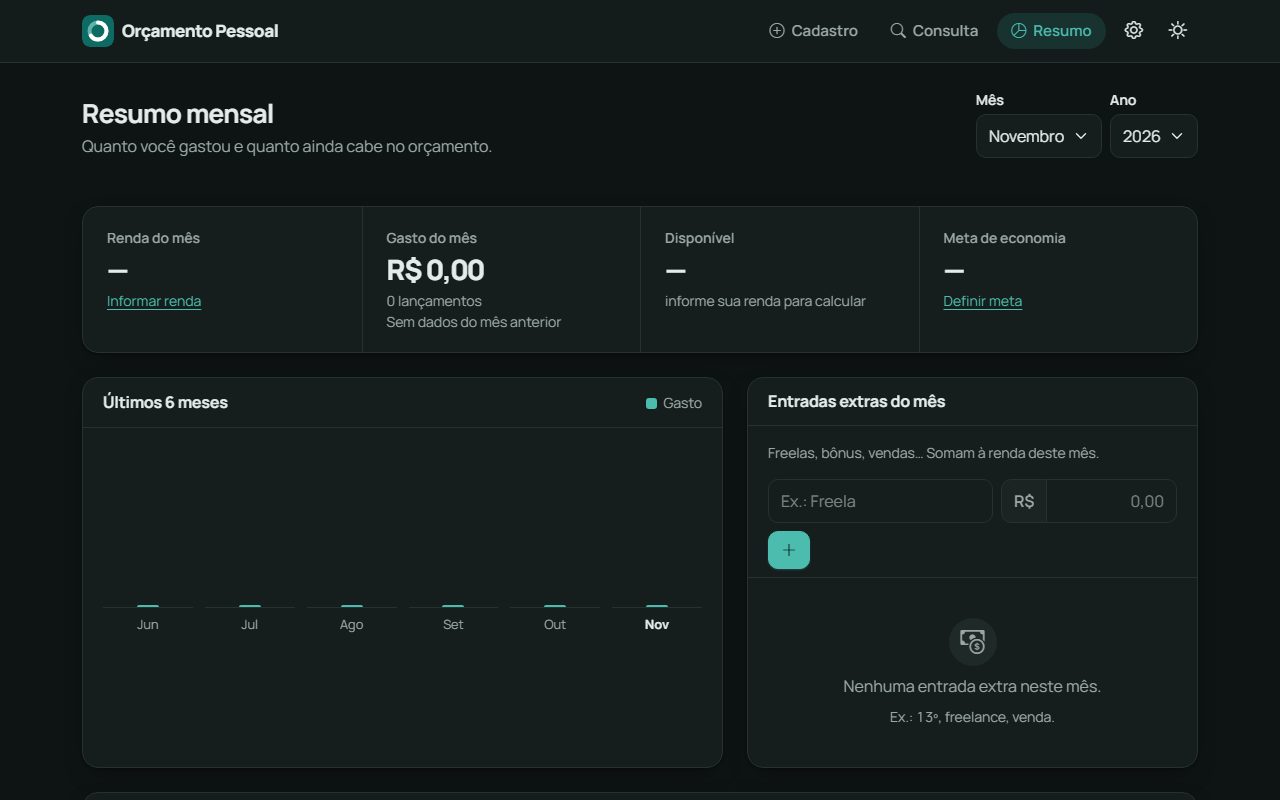 Orçamento Pessoal
Cadastro
Consulta
Resumo
Resumo mensal
Quanto você gastou e quanto ainda cabe no orçamento.
Mês
Novembro
Ano
2026
Renda do mês
—
Informar renda
Gasto do mês
R$ 0,00
0 lançamentos
Sem dados do mês anterior
Disponível
—
informe sua renda para calcular
Meta de economia
—
Definir meta
Últimos 6 meses
Gasto
Jun
Jul
Ago
Set
Out
Nov
Entradas extras do mês
Freelas, bônus, vendas… Somam à renda deste mês.
Ex.: Freela
R$
0,00
+
Nenhuma entrada extra neste mês.
Ex.: 13º, freelance, venda.